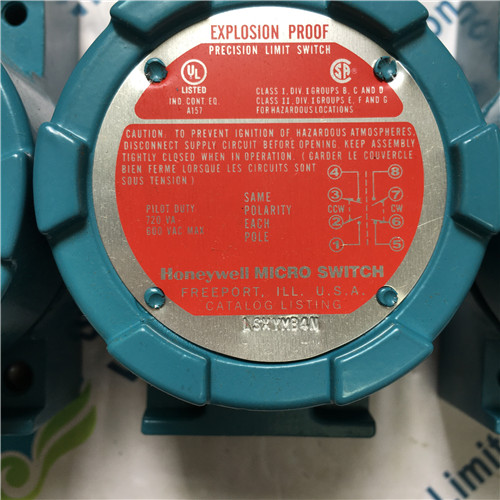 EXPLOSION PROOF
PRECISION LIMIT SWITCH
UL
LISTED
IND. CONT. EQ.
A157
SA
CLASS I, DIV. I GROUPS B, C AND D
CLASS II, DIV. I GROUPS E, F AND G
FOR HAZARDOUS LOCATIONS
CAUTION: TO PREVENT IGNITION OF HAZARDOUS ATMOSPHERES,
DISCONNECT SUPPLY CIRCUIT BEFORE OPENING. KEEP ASSEMBLY
TIGHTLY CLOSED WHEN IN OPERATION. (GARDER LE COUVERCLE
BIEN FERME LORSQUE LES CIRCUITS SONT
SOUS TENSION.)
PILOT DUTY
720 VA
600 VAC MAX
SAME
POLARITY
EACH
POLE
4 8
3 7
CCW CW
2 6
1 5
Honeywell MICRO SWITCH
FREEPORT, ILL. U.S.A.
CATALOG LISTING
Limite